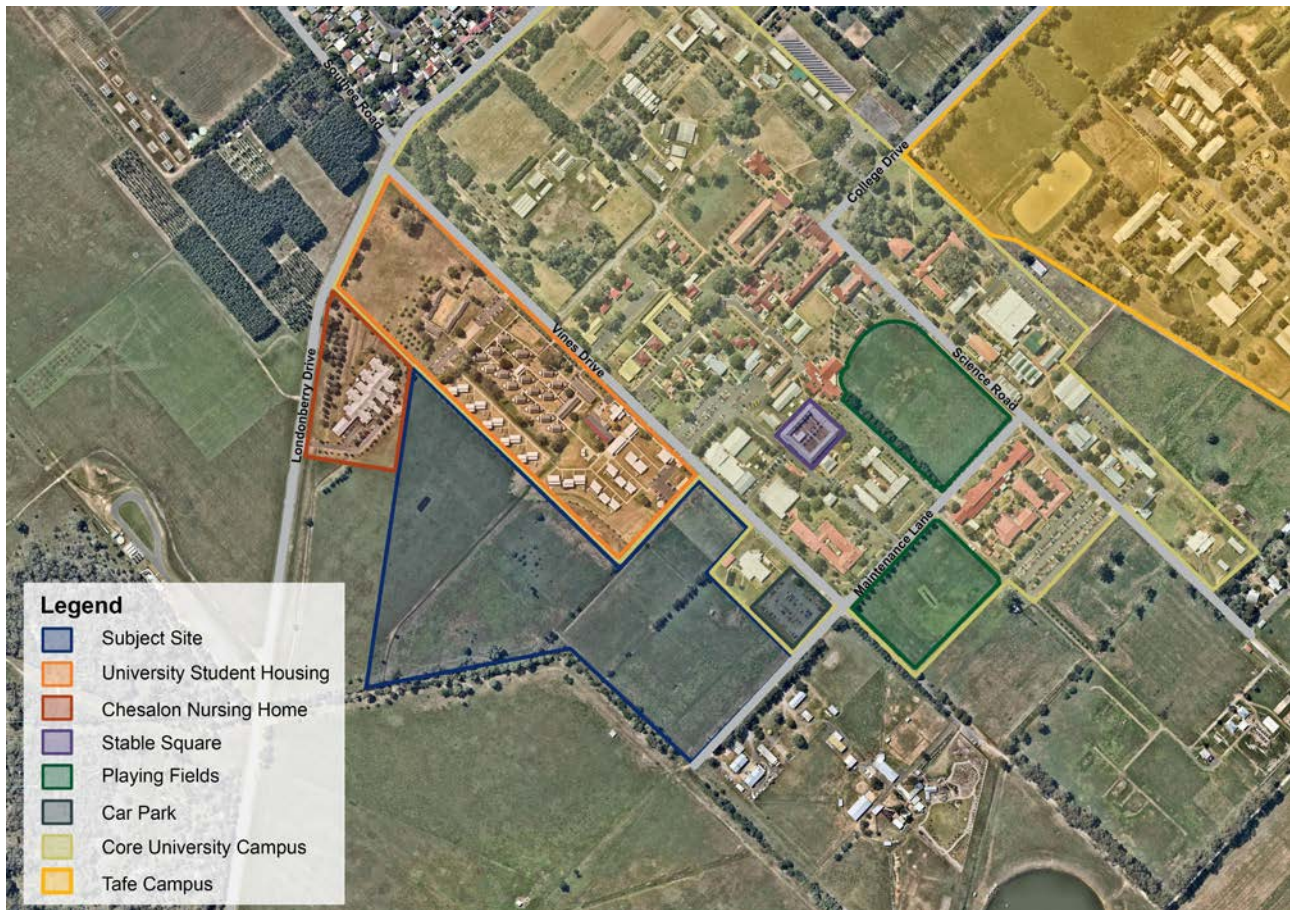 Southee Road
College Drive
Vines Drive
Science Road
Londonberry Drive
Maintenance Lane
Legend
Subject Site
University Student Housing
Chesalon Nursing Home
Stable Square
Playing Fields
Car Park
Core University Campus
Tafe Campus